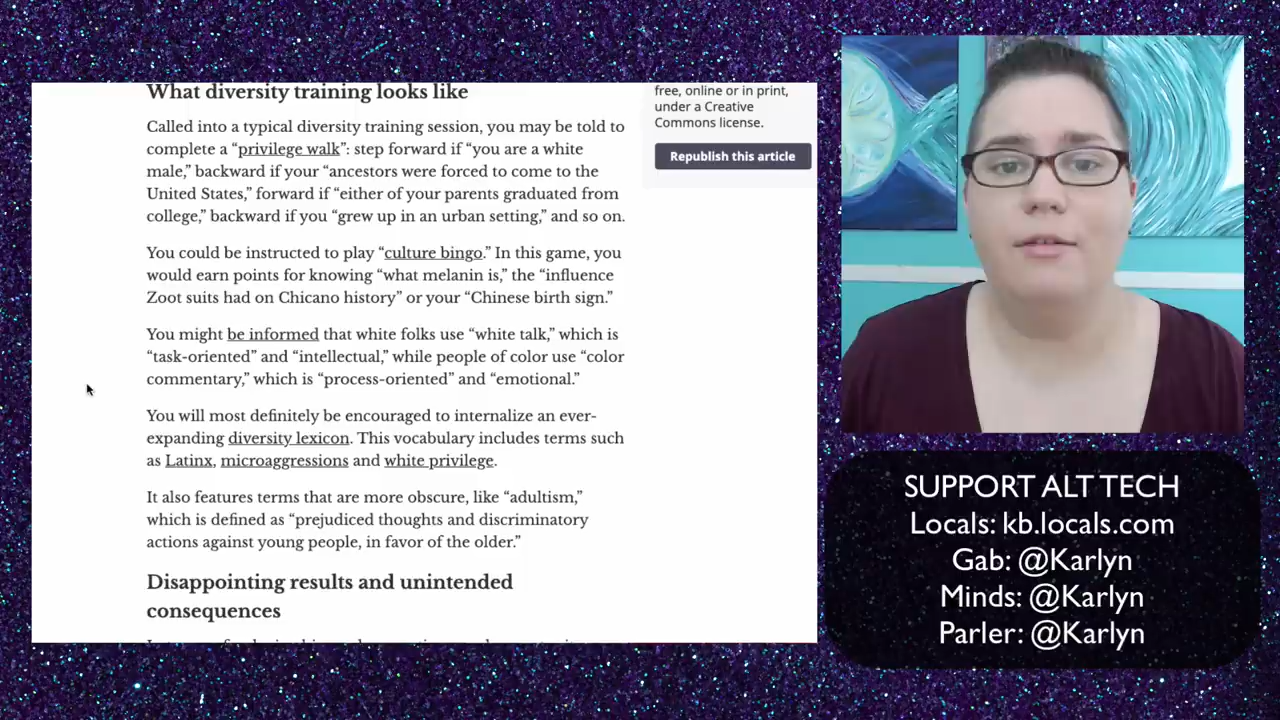 What diversity training looks like
Called into a typical diversity training session, you may be told to
complete a “privilege walk”: step forward if “you are a white
male,” backward if your “ancestors were forced to come to the
United States,” forward if “either of your parents graduated from
college,” backward if you “grew up in an urban setting,” and so on.
You could be instructed to play “culture bingo.” In this game, you
would earn points for knowing “what melanin is,” the “influence
Zoot suits had on Chicano history” or your “Chinese birth sign.”
You might be informed that white folks use “white talk,” which is
“task-oriented” and “intellectual,” while people of color use “color
commentary,” which is “process-oriented” and “emotional.”
You will most definitely be encouraged to internalize an ever-
expanding diversity lexicon. This vocabulary includes terms such
as Latinx, microaggressions and white privilege.
It also features terms that are more obscure, like “adultism,”
which is defined as “prejudiced thoughts and discriminatory
actions against young people, in favor of the older.”
Disappointing results and unintended
consequences
free, online or in print,
under a Creative
Commons license.
Republish this article
SUPPORT ALT TECH
Locals: kb.locals.com
Gab: @Karlyn
Minds: @Karlyn
Parler: @Karlyn